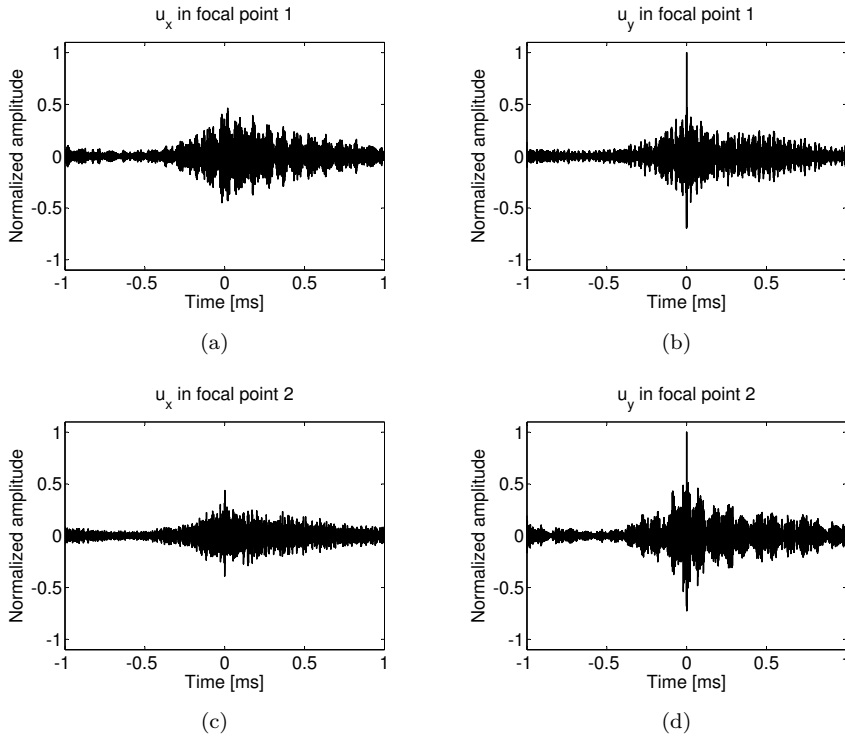 u_x in focal point 1
1
0.5
0
-0.5
-1
Normalized amplitude
-1 -0.5 0 0.5 1
Time [ms]
(a)
u_y in focal point 1
1
0.5
0
-0.5
-1
Normalized amplitude
-1 -0.5 0 0.5 1
Time [ms]
(b)
u_x in focal point 2
1
0.5
0
-0.5
-1
Normalized amplitude
-1 -0.5 0 0.5 1
Time [ms]
(c)
u_y in focal point 2
1
0.5
0
-0.5
-1
Normalized amplitude
-1 -0.5 0 0.5 1
Time [ms]
(d)